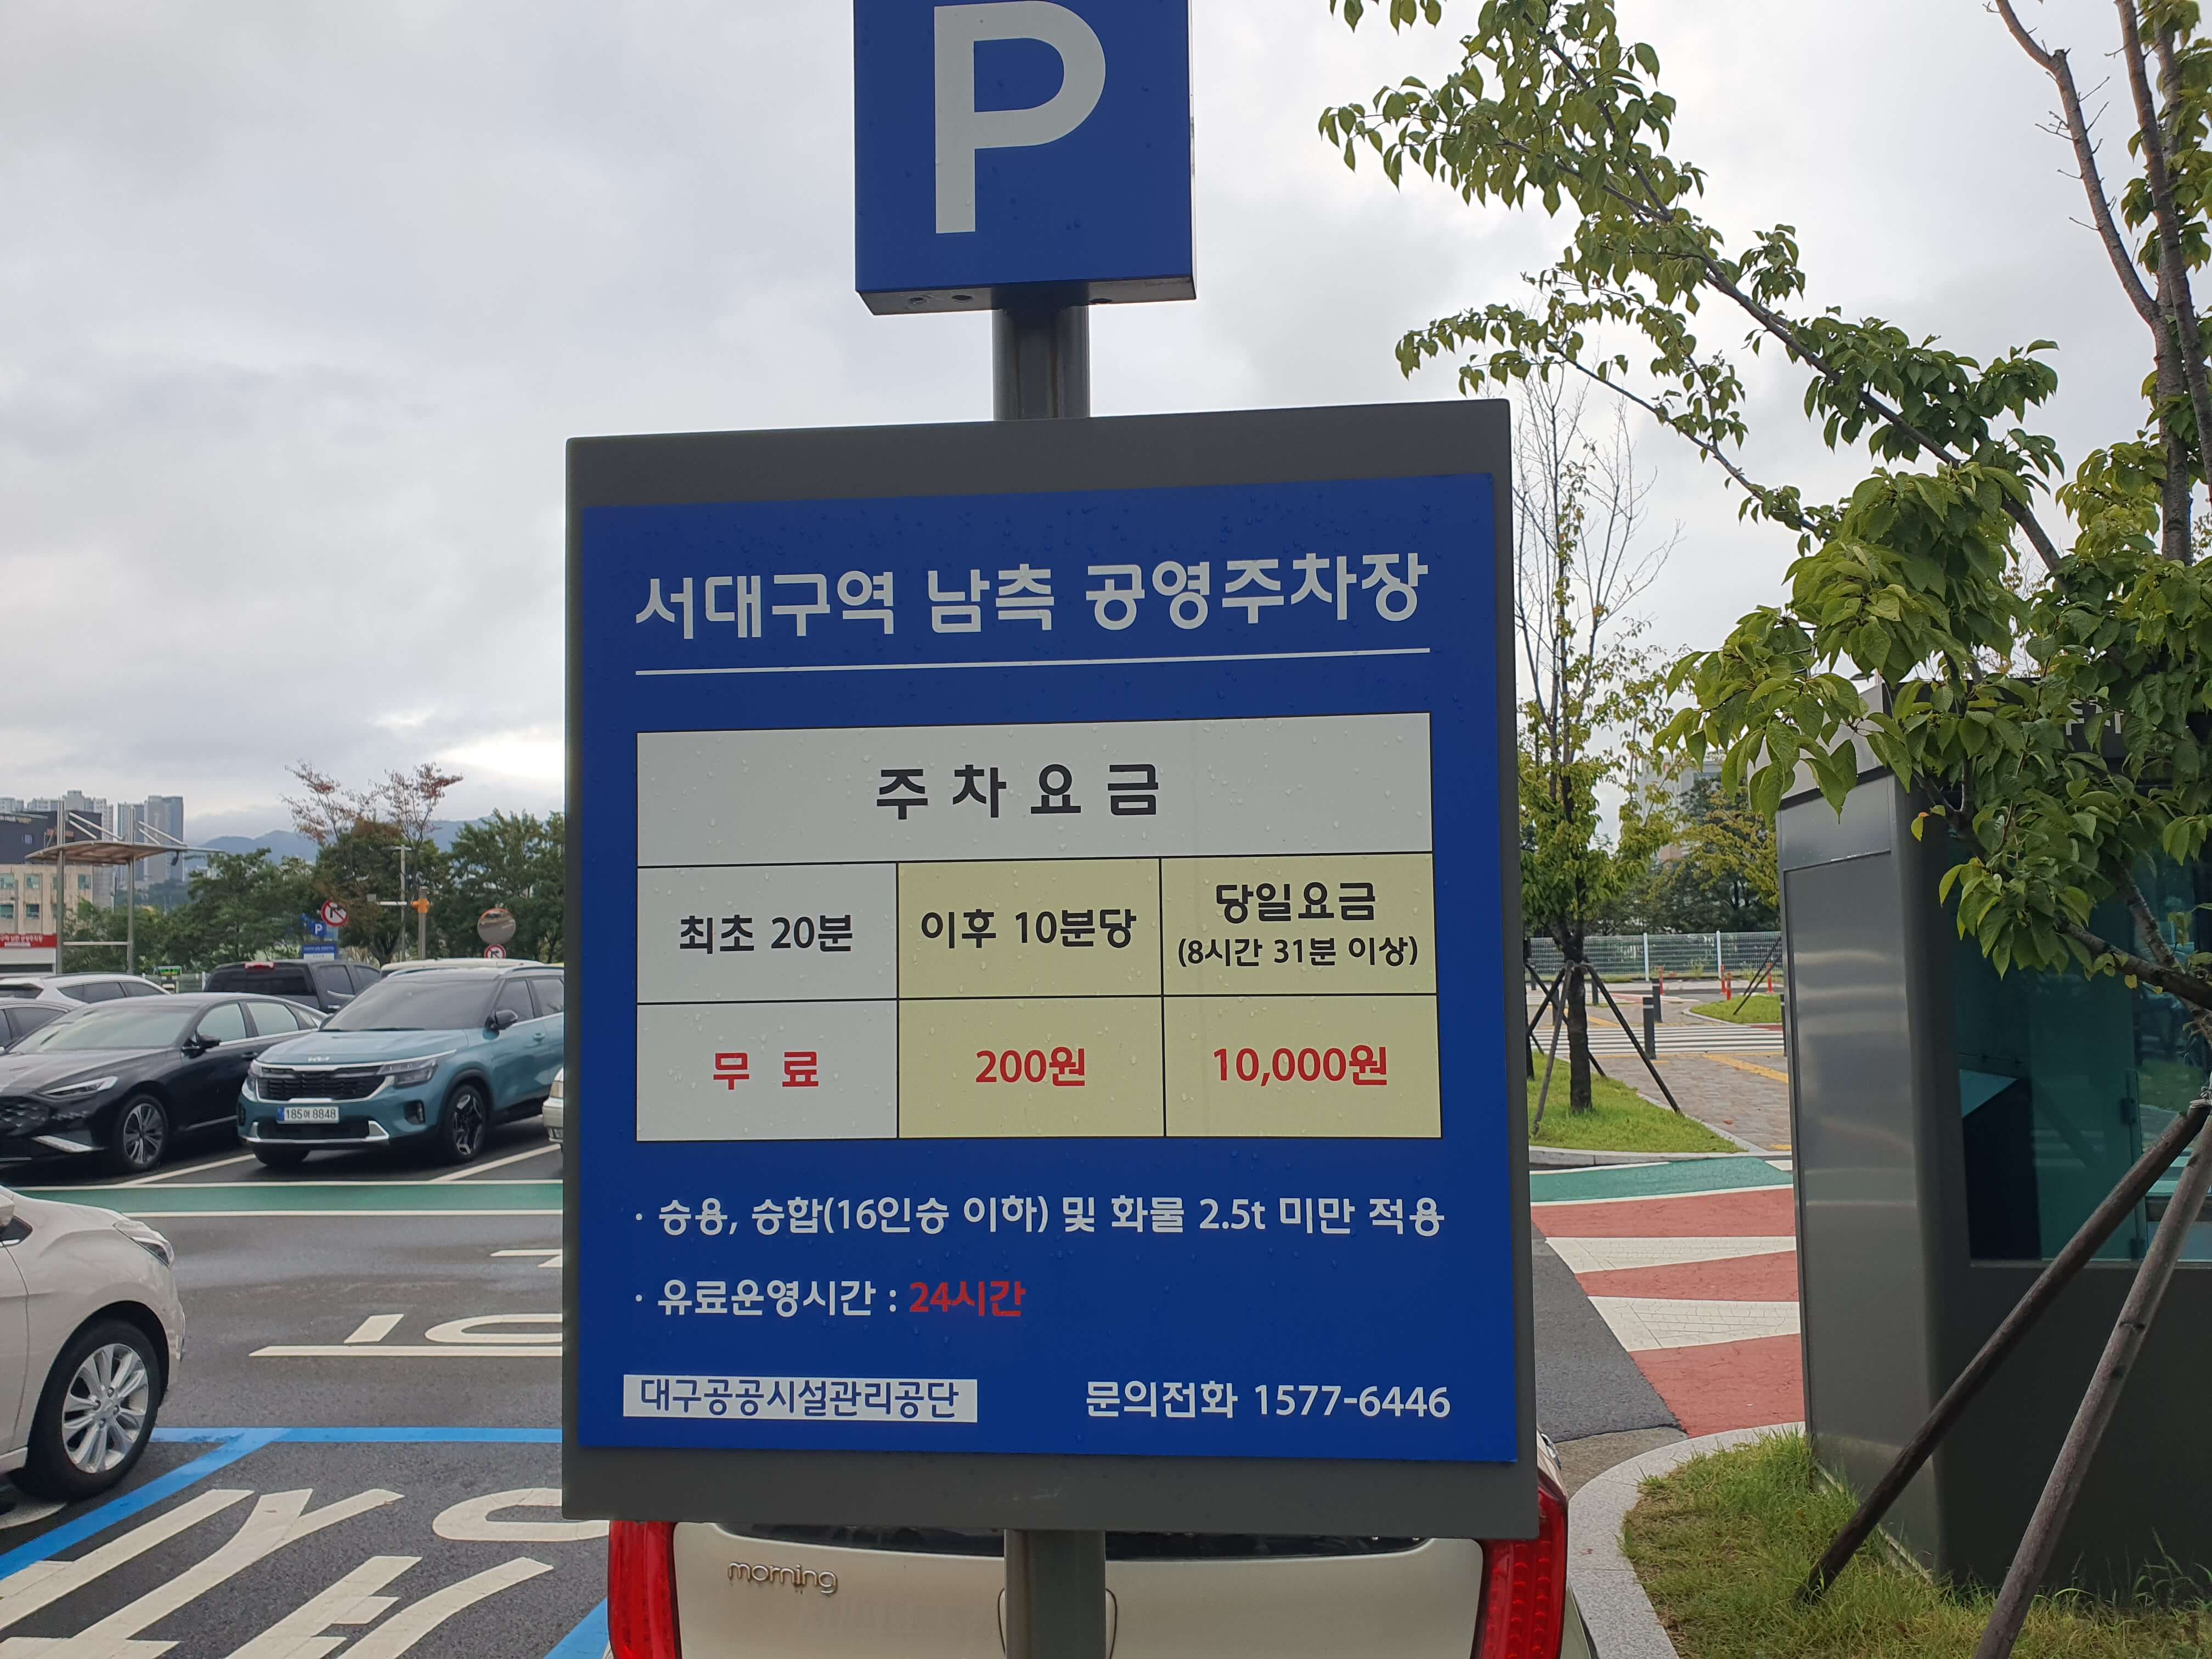 P
서대구역 남측 공영주차장
주 차 요 금
최초 20분
이후 10분당
당일요금
(8시간 31분 이상)
무 료
200원
10,000원
· 승용, 승합(16인승 이하) 및 화물 2.5t 미만 적용
· 유료운영시간 : 24시간
대구공공시설관리공단
문의전화 1577-6446
185여 8848
P
morning